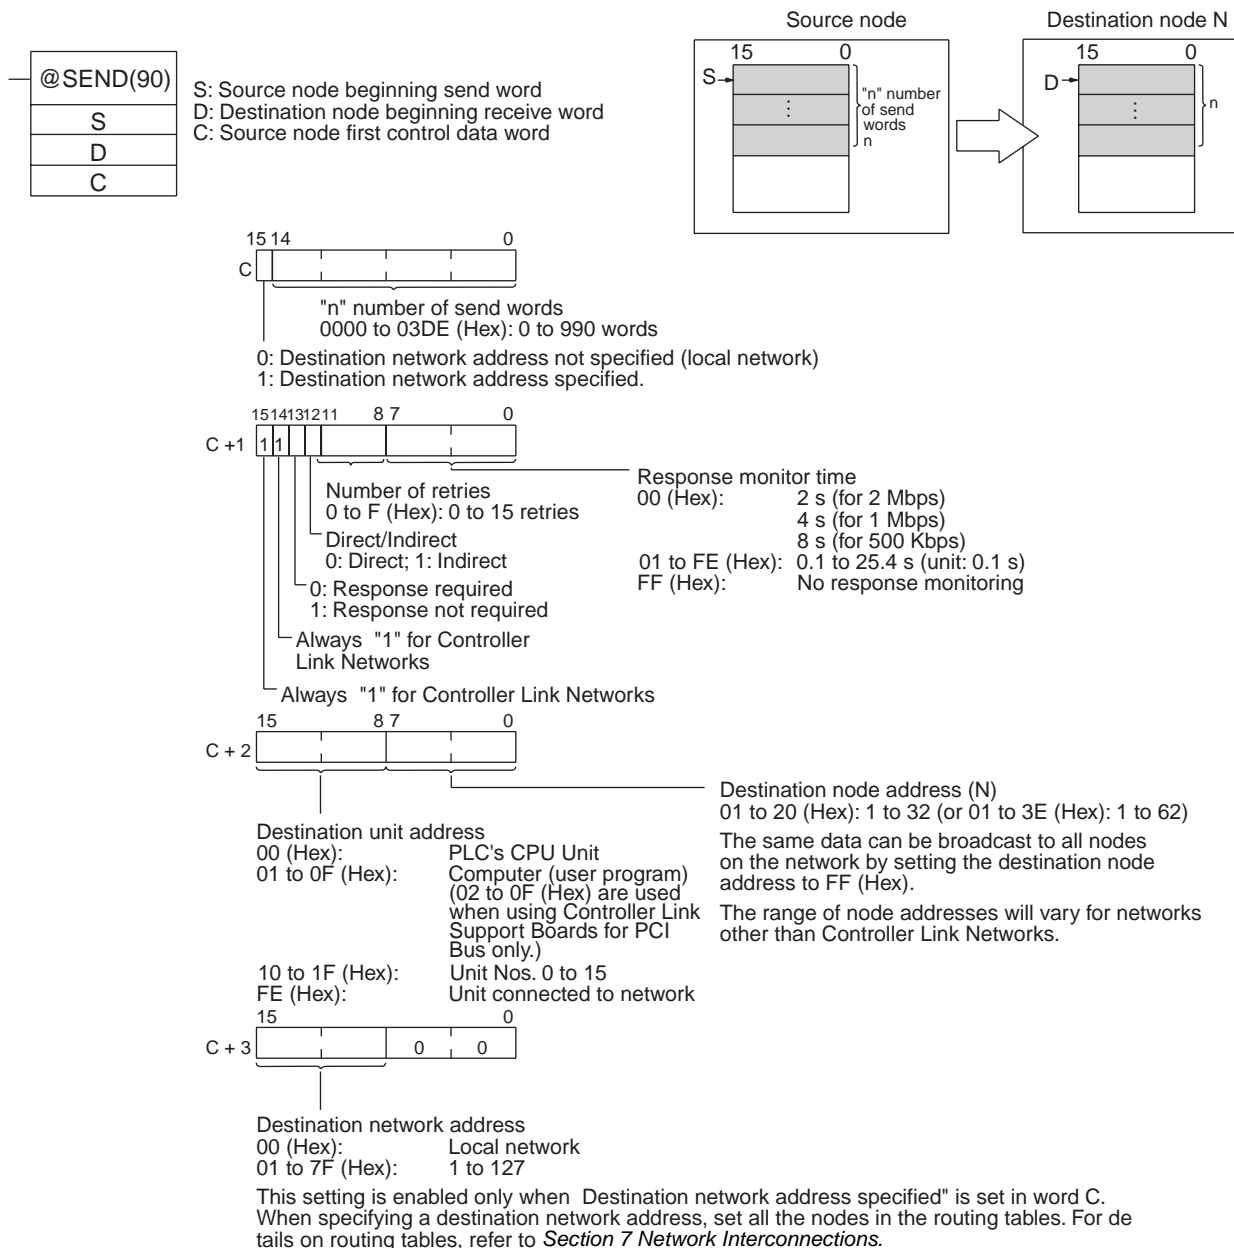 Source node
Destination node N
@SEND(90)
S
D
C
S: Source node beginning send word
D: Destination node beginning receive word
C: Source node first control data word
15 0
S
"n" number
of send
words
n
15 0
D
n
15 14 0
C
"n" number of send words
0000 to 03DE (Hex): 0 to 990 words
0: Destination network address not specified (local network)
1: Destination network address specified.
15 14 13 12 11 8 7 0
C +1 1 1
Number of retries
0 to F (Hex): 0 to 15 retries
Direct/Indirect
0: Direct; 1: Indirect
0: Response required
1: Response not required
Always "1" for Controller
Link Networks
Always "1" for Controller Link Networks
Response monitor time
00 (Hex): 2 s (for 2 Mbps)
4 s (for 1 Mbps)
8 s (for 500 Kbps)
01 to FE (Hex): 0.1 to 25.4 s (unit: 0.1 s)
FF (Hex): No response monitoring
15 8 7 0
C + 2
Destination unit address
00 (Hex): PLC's CPU Unit
01 to 0F (Hex): Computer (user program)
(02 to 0F (Hex) are used
when using Controller Link
Support Boards for PCI
Bus only.)
10 to 1F (Hex): Unit Nos. 0 to 15
FE (Hex): Unit connected to network
Destination node address (N)
01 to 20 (Hex): 1 to 32 (or 01 to 3E (Hex): 1 to 62)
The same data can be broadcast to all nodes
on the network by setting the destination node
address to FF (Hex).
The range of node addresses will vary for networks
other than Controller Link Networks.
15 0
C + 3 0 0
Destination network address
00 (Hex): Local network
01 to 7F (Hex): 1 to 127
This setting is enabled only when Destination network address specified" is set in word C.
When specifying a destination network address, set all the nodes in the routing tables. For de
tails on routing tables, refer to Section 7 Network Interconnections.